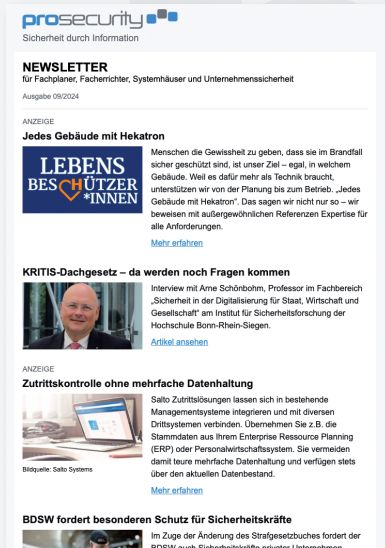 prosecurity
Sicherheit durch Information
NEWSLETTER
für Fachplaner, Facherrichter, Systemhäuser und Unternehmenssicherheit
Ausgabe 09/2024
ANZEIGE
Jedes Gebäude mit Hekatron
LEBENS
BESCHÜTZER
*INNEN
Menschen die Gewissheit zu geben, dass sie im Brandfall
sicher geschützt sind, ist unser Ziel – egal, in welchem
Gebäude. Weil es dafür mehr als Technik braucht,
unterstützen wir von der Planung bis zum Betrieb. „Jedes
Gebäude mit Hekatron". Das sagen wir nicht nur so – wir
beweisen mit außergewöhnlichen Referenzen Expertise für
alle Anforderungen.
Mehr erfahren
KRITIS-Dachgesetz – da werden noch Fragen kommen
Interview mit Arne Schönbohm, Professor im Fachbereich
„Sicherheit in der Digitalisierung für Staat, Wirtschaft und
Gesellschaft" am Institut für Sicherheitsforschung der
Hochschule Bonn-Rhein-Siegen.
Artikel ansehen
ANZEIGE
Zutrittskontrolle ohne mehrfache Datenhaltung
Salto Zutrittslösungen lassen sich in bestehende
Managementsysteme integrieren und mit diversen
Drittsystemen verbinden. Übernehmen Sie z.B. die
Stammdaten aus Ihrem Enterprise Ressource Planning
(ERP) oder Personalwirtschaftssystem. Sie vermeiden
damit teure mehrfache Datenhaltung und verfügen stets
über den aktuellen Datenbestand.
Bildquelle: Salto Systems
Mehr erfahren
BDSW fordert besonderen Schutz für Sicherheitskräfte
Im Zuge der Änderung des Strafgesetzbuches fordert der
BDSW auch Sicherheitskräfte privater Unternehmen